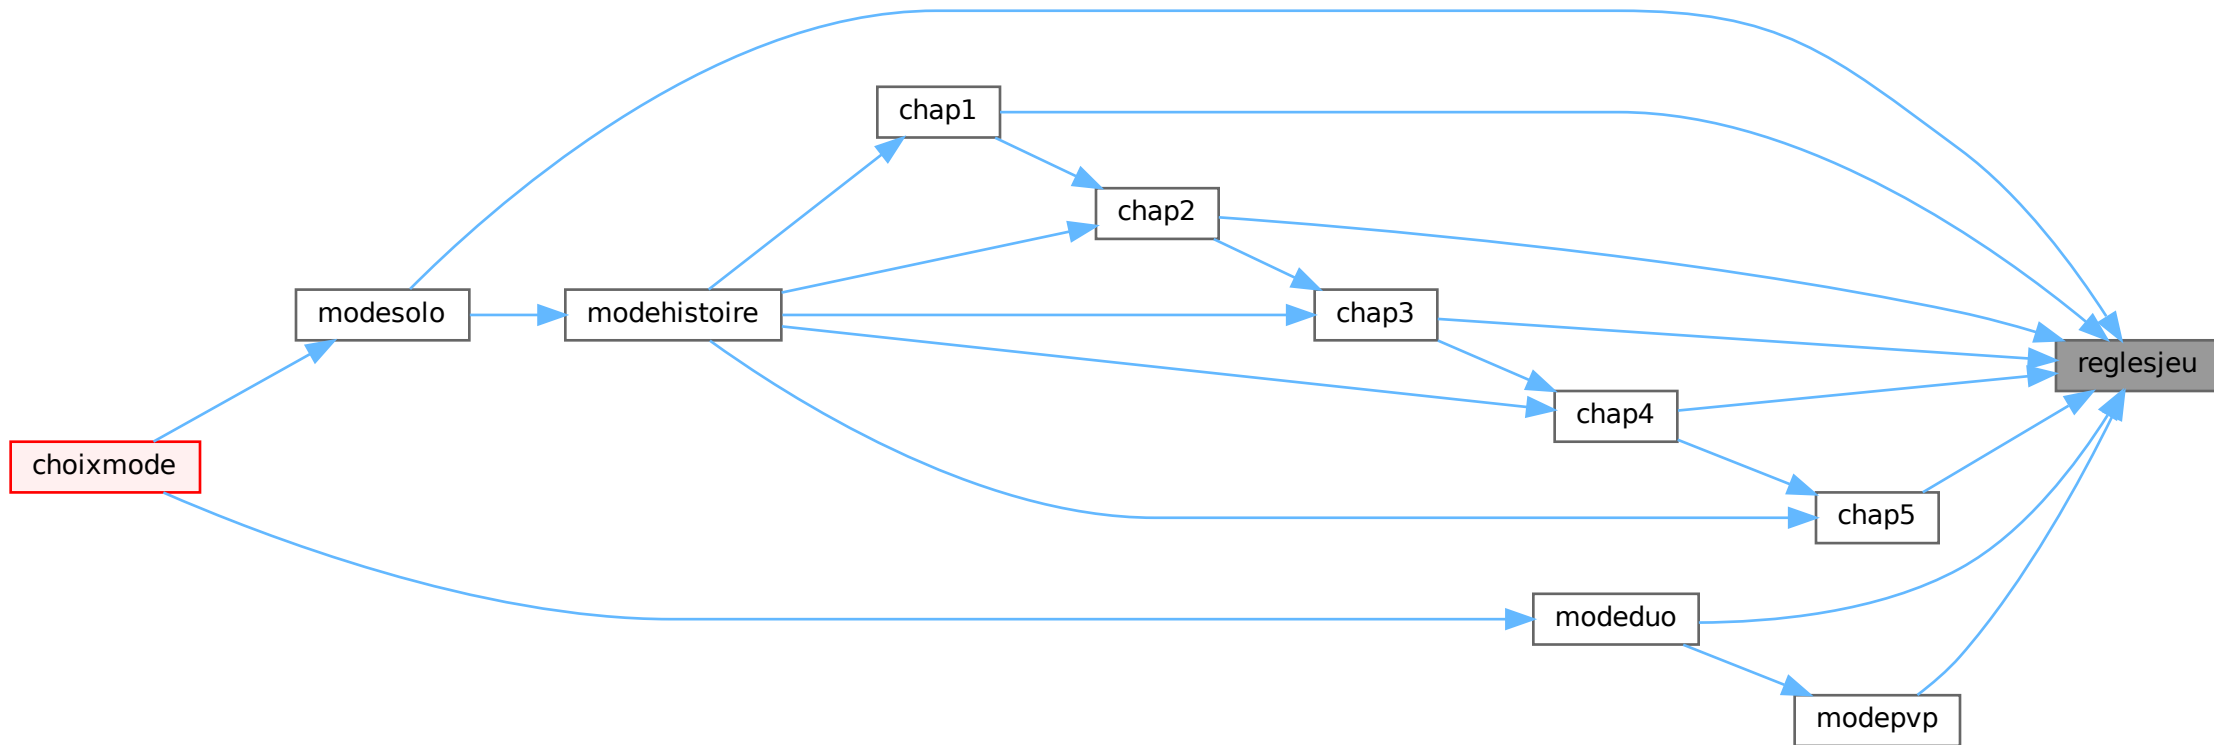 chap1
chap2
modesolo
modehistoire
chap3
reglesjeu
chap4
choixmode
chap5
modeduo
modepvp